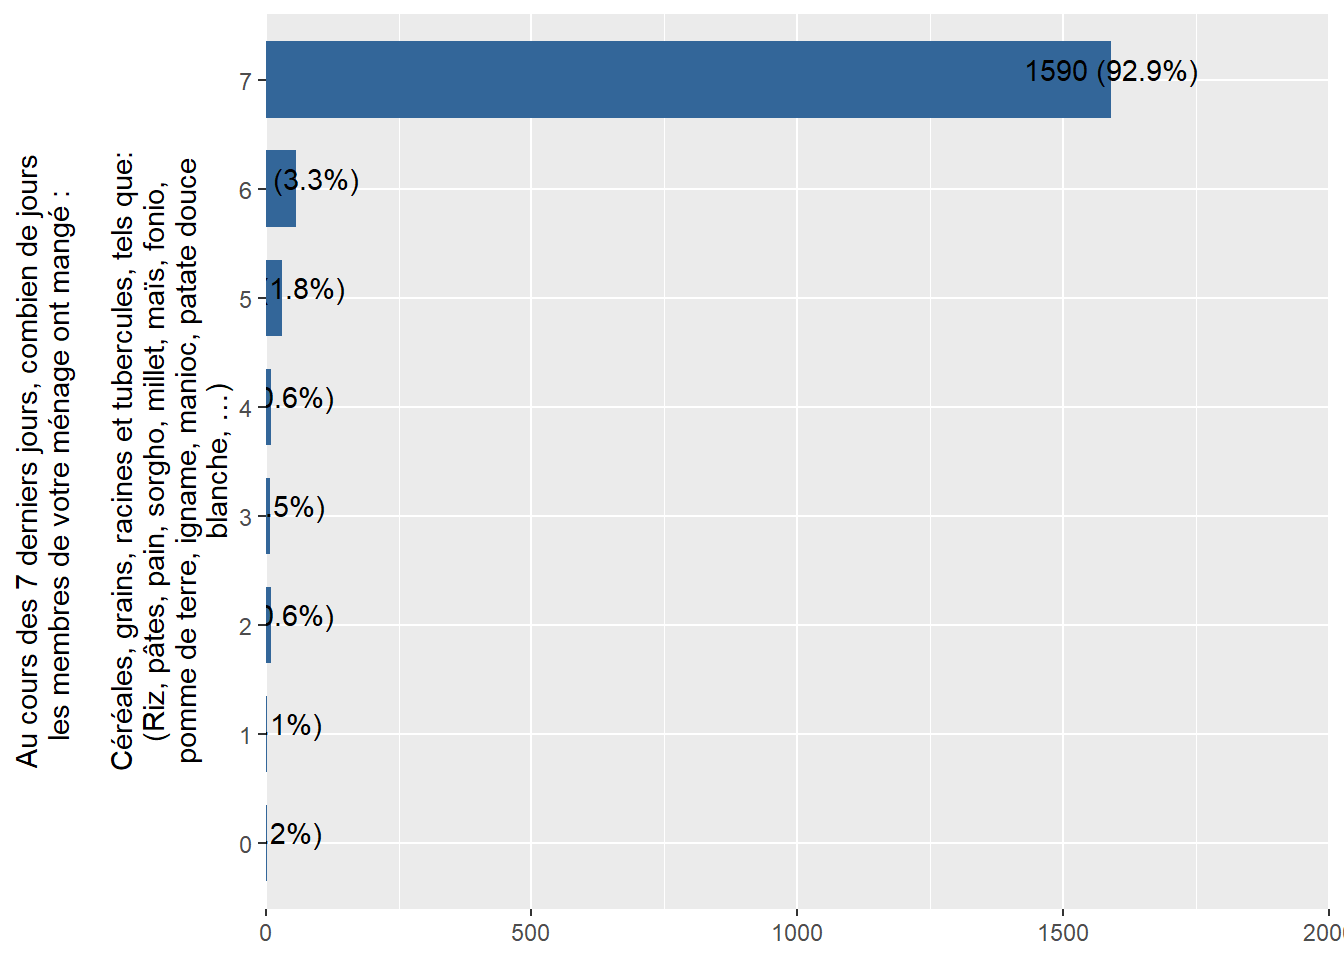 Au cours des 7 derniers jours, combien de jours
les membres de votre ménage ont mangé :
Céréales, grains, racines et tubercules, tels que:
(Riz, pâtes, pain, sorgho, millet, maïs, fonio,
pomme de terre, igname, manioc, patate douce
blanche, …)
7
1590 (92.9%)
6
(3.3%)
5
(1.8%)
4
0.6%)
3
.5%)
2
0.6%)
1
1%)
0
2%)
0 500 1000 1500 2000